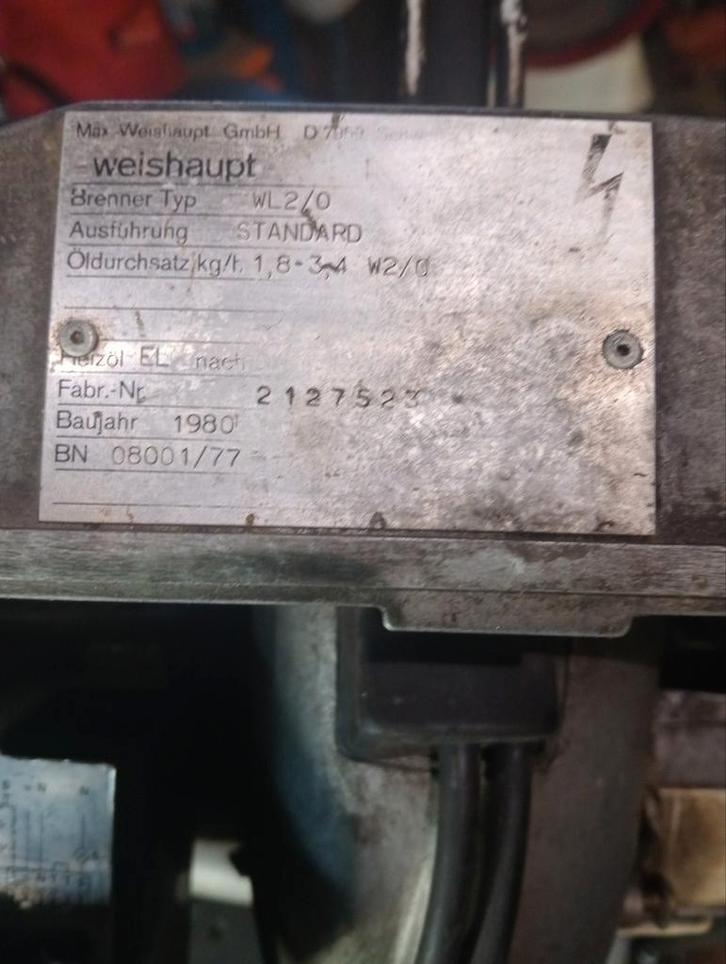 Max Weishaupt GmbH D 7959
-weishaupt-
Brenner Typ WL2/0
Ausführung STANDARD
Öldurchsatz kg/h 1,8-3,4 W2/0
Heizöl EL nach
Fabr.-Nr. 2127523
Baujahr 1980
BN 08001/77